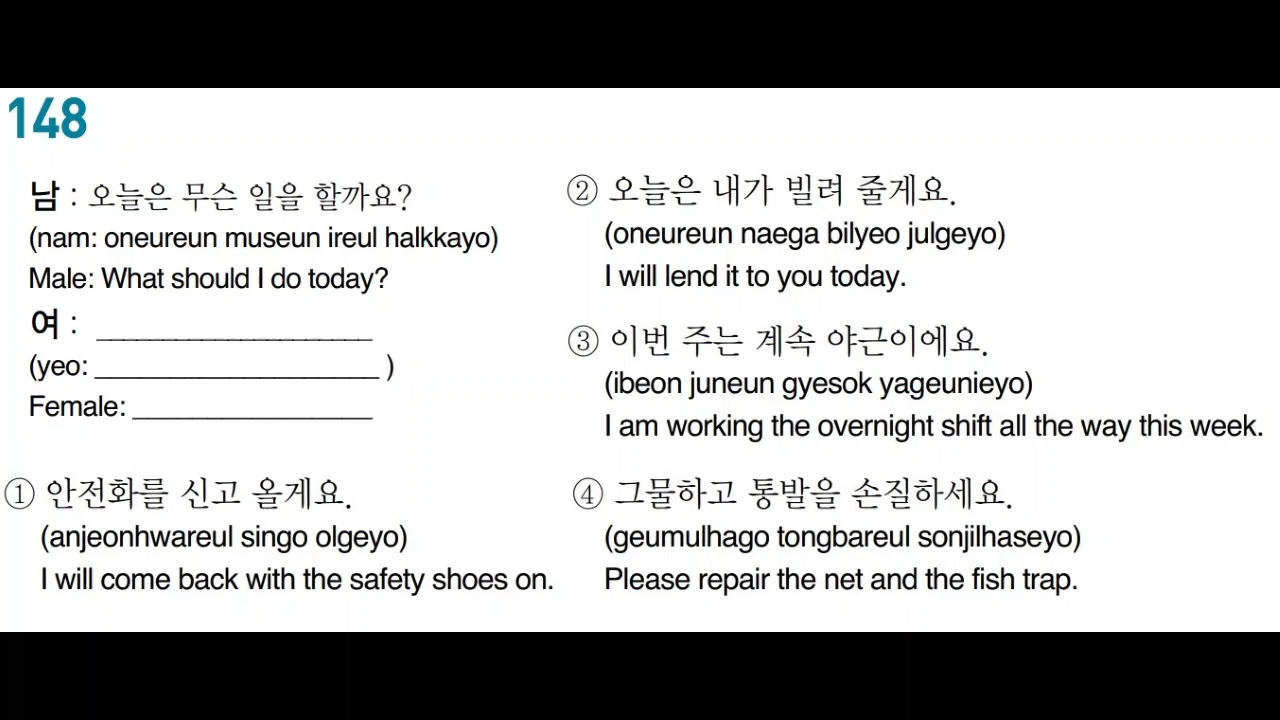 148
남 : 오늘은 무슨 일을 할까요?
(nam: oneureun museun ireul halkkayo)
Male: What should I do today?
여 : ____________________
(yeo: ____________________ )
Female: ________________
① 안전화를 신고 올게요.
(anjeonhwareul singo olgeyo)
I will come back with the safety shoes on.
② 오늘은 내가 빌려 줄게요.
(oneureun naega bilyeo julgeyo)
I will lend it to you today.
③ 이번 주는 계속 야근이에요.
(ibeon juneun gyesok yageunieyo)
I am working the overnight shift all the way this week.
④ 그물하고 통발을 손질하세요.
(geumulhago tongbareul sonjilhaseyo)
Please repair the net and the fish trap.